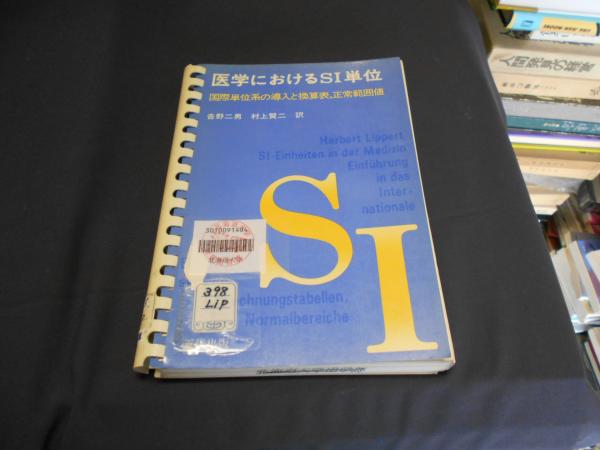 医学におけるSI単位
国際単位系の導入と換算表,正常範囲値
吉野二男 村上賢二 訳
Herbert Lippert
SI-Einheiten in der Medizin
Einführung
in das
Inter-
nationale
SI
3010091484
398
LIP
chnungstabellen,
Normalbereiche